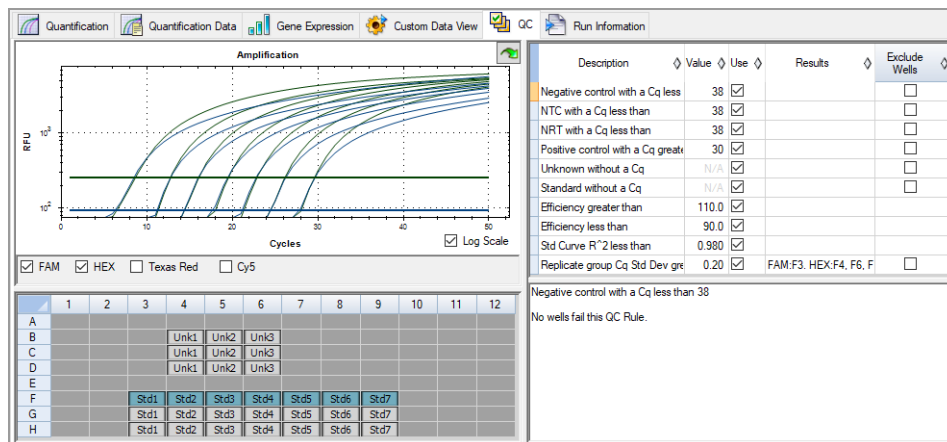 Quantification Quantification Data Gene Expression Custom Data View QC Run Information
Amplification
RFU
10^3
10^2
0 10 20 30 40 50
Cycles
Log Scale
FAM HEX Texas Red Cy5
1 2 3 4 5 6 7 8 9 10 11 12
A
B Unk1 Unk2 Unk3
C Unk1 Unk2 Unk3
D Unk1 Unk2 Unk3
E
F Std1 Std2 Std3 Std4 Std5 Std6 Std7
G Std1 Std2 Std3 Std4 Std5 Std6 Std7
H Std1 Std2 Std3 Std4 Std5 Std6 Std7
Description Value Use Results Exclude Wells
Negative control with a Cq less 38
NTC with a Cq less than 38
NRT with a Cq less than 38
Positive control with a Cq greate 30
Unknown without a Cq N/A
Standard without a Cq N/A
Efficiency greater than 110.0
Efficiency less than 90.0
Std Curve R^2 less than 0.980
Replicate group Cq Std Dev gre 0.20 FAM:F3. HEX:F4, F6, F
Negative control with a Cq less than 38
No wells fail this QC Rule.